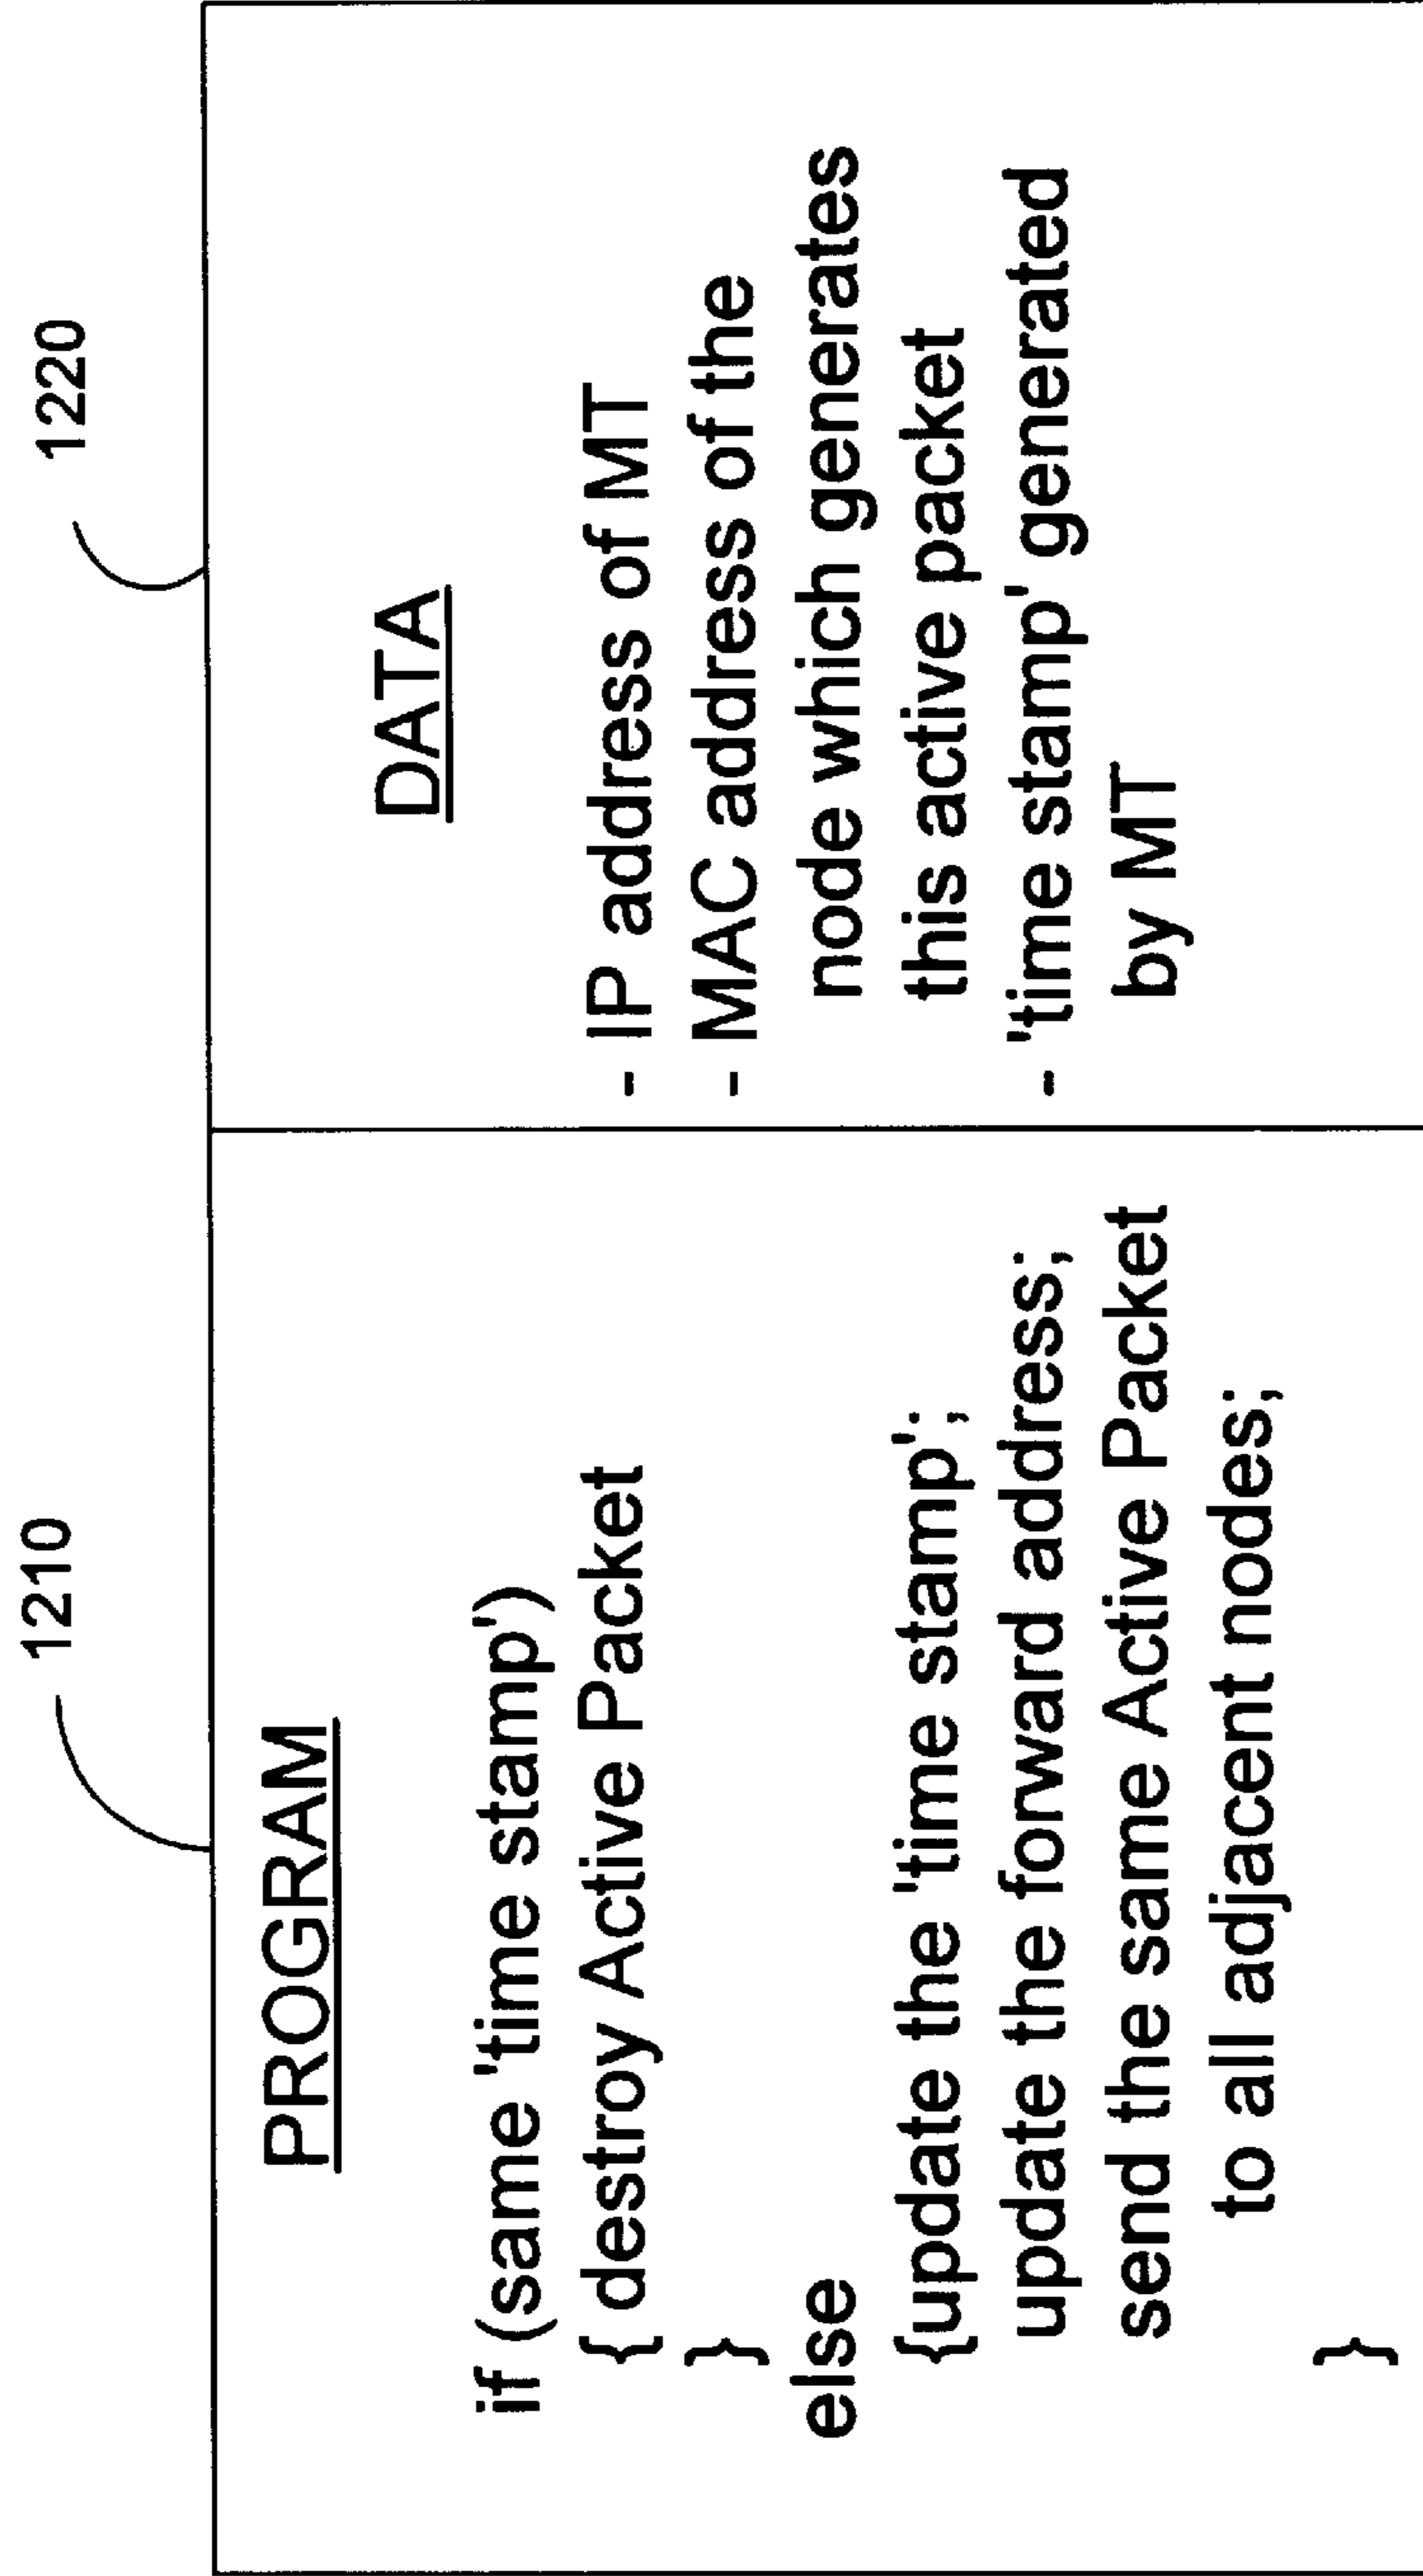 1210
PROGRAM
if (same 'time stamp')
{ destroy Active Packet
}
else
{update the 'time stamp';
update the forward address;
send the same Active Packet
to all adjacent nodes;
}
1220
DATA
- IP address of MT
- MAC address of the
node which generates
this active packet
- 'time stamp' generated
by MT